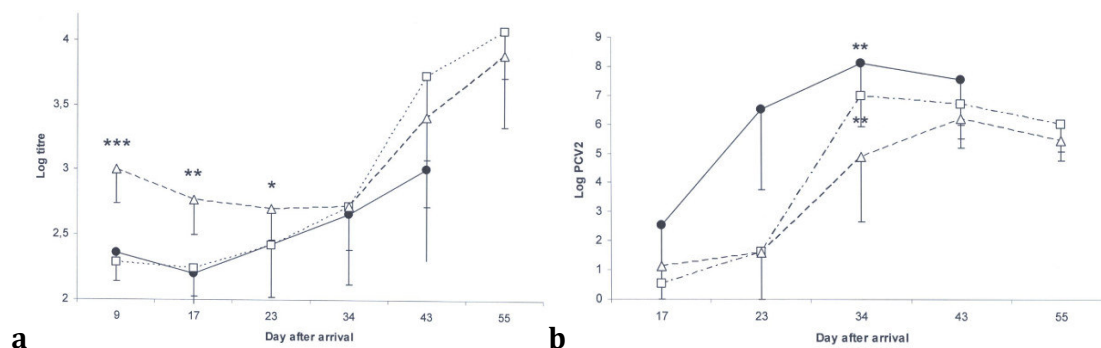 4
3,5
3
2,5
2
Log titre
***
**
*
9 17 23 34 43 55
Day after arrival
a
9
8
7
6
5
4
3
2
1
0
Log PCV2
**
**
17 23 34 43 55
Day after arrival
b